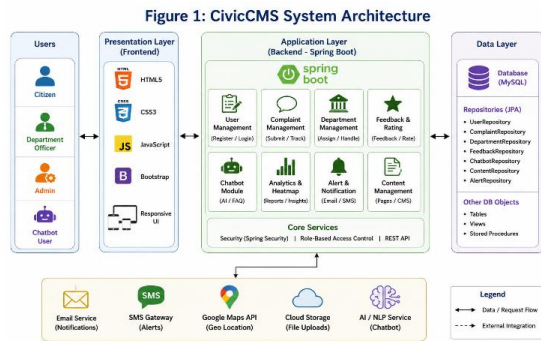 Figure 1: CivicCMS System Architecture
Users
Citizen
Department
Officer
Admin
Chatbot
User
Presentation Layer
(Frontend)
HTML
5
HTML5
CSS
3
CSS3
JS
JavaScript
B
Bootstrap
Responsive
UI
Application Layer
(Backend - Spring Boot)
spring
boot
User
Management
(Register / Login)
Complaint
Management
(Submit / Track)
Department
Management
(Assign / Handle)
Feedback &
Rating
(Feedback / Rate)
Chatbot
Module
(AI / FAQ)
Analytics &
Heatmap
(Reports / Insights)
Alert &
Notification
(Email / SMS)
Content
Management
(Pages / CMS)
Core Services
Security (Spring Security) | Role-Based Access Control | REST API
Data Layer
Database
(MySQL)
Repositories (JPA)
• UserRepository
• ComplaintRepository
• DepartmentRepository
• FeedbackRepository
• ChatbotRepository
• ContentRepository
• AlertRepository
Other DB Objects
• Tables
• Views
• Stored Procedures
Email Service
(Notifications)
SMS
SMS Gateway
(Alerts)
Google Maps API
(Geo Location)
Cloud Storage
(File Uploads)
AI / NLP Service
(Chatbot)
Legend
Data / Request Flow
External Integration